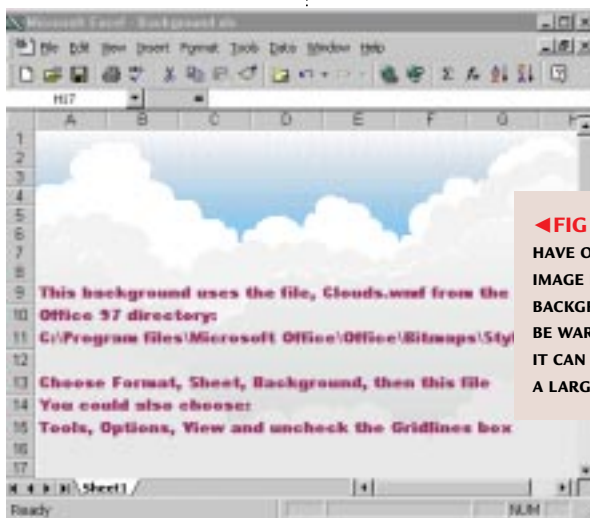 Microsoft Excel - Background.xls
File Edit View Insert Format Tools Data Window Help
H17 =
A B C D E F G H
1
2
3
4
5
6
7
8
9 This background uses the file, Clouds.wmf from the
10 Office 97 directory:
11 C:\Program files\Microsoft Office\Office\Bitmaps\Styl
12
13 Choose Format, Sheet, Background, then this file
14 You could also choose:
15 Tools, Options, View and uncheck the Gridlines box
16
17
Sheet1
Ready NUM
◄FIG
HAVE O
IMAGE
BACKG
BE WAR
IT CAN
A LARG